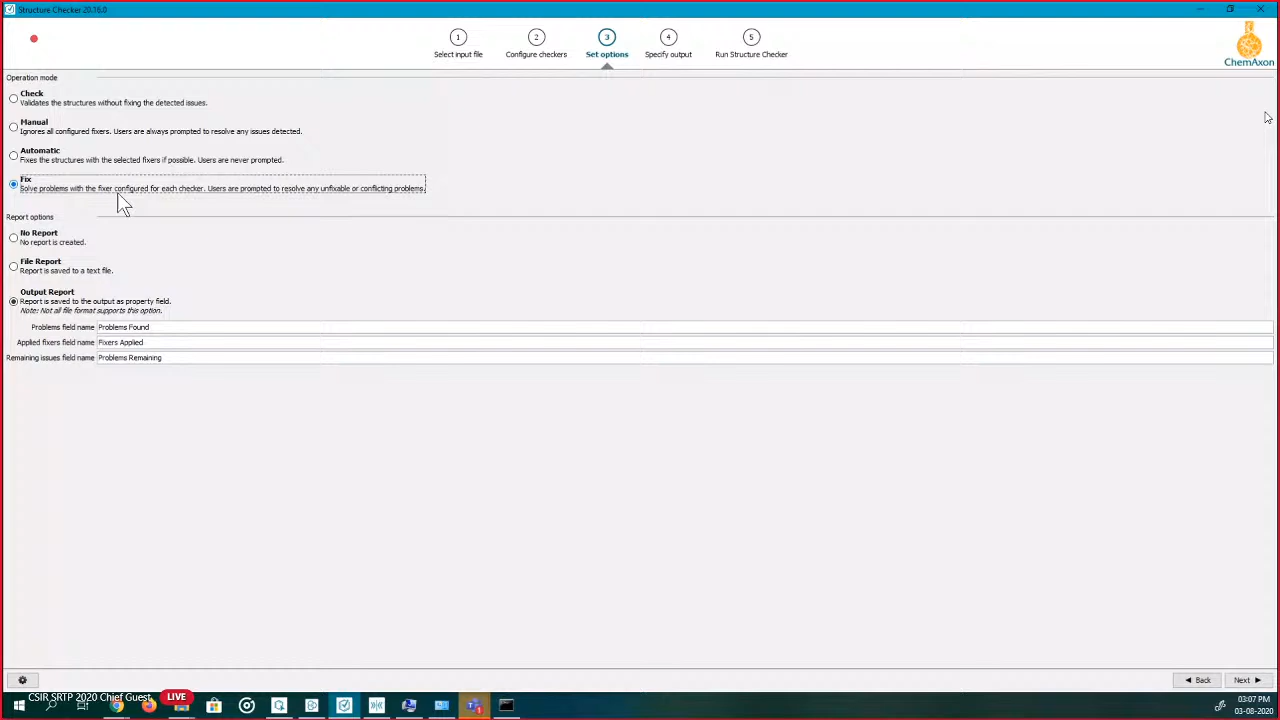 Structure Checker 20.16.0
1 2 3 4 5
Select input file Configure checkers Set options Specify output Run Structure Checker
ChemAxon
Operation mode
Check
Validates the structures without fixing the detected issues.
Manual
Ignores all configured fixers. Users are always prompted to resolve any issues detected.
Automatic
Fixes the structures with the selected fixers if possible. Users are never prompted.
Fix
Solve problems with the fixer configured for each checker. Users are prompted to resolve any unfixable or conflicting problems.
Report options
No Report
No report is created.
File Report
Report is saved to a text file.
Output Report
Report is saved to the output as property field.
Note: Not all file format supports this option.
Problems field name Problems Found
Applied fixers field name Fixers Applied
Remaining issues field name Problems Remaining
Back Next
CSIR SRTP 2020 Chief Guest LIVE
03:07 PM
03-08-2020